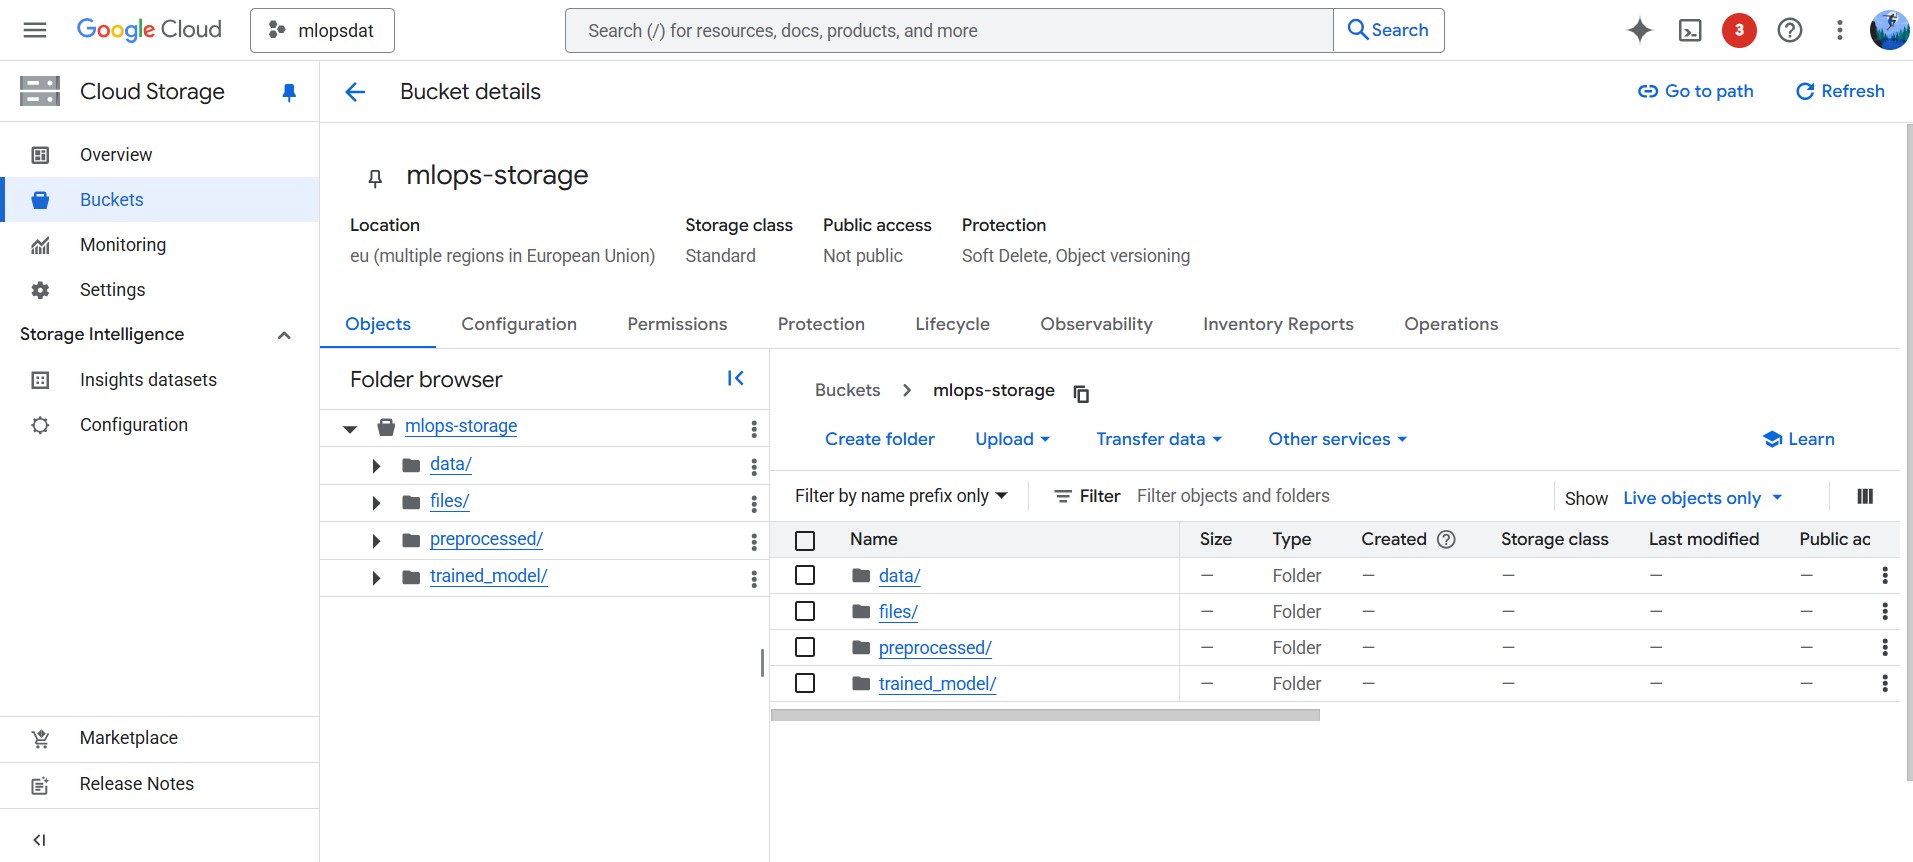 Google Cloud
mlopsdat
Search (/) for resources, docs, products, and more
Search
3
Cloud Storage
Bucket details
Go to path
Refresh
Overview
Buckets
Monitoring
Settings
Storage Intelligence
Insights datasets
Configuration
Marketplace
Release Notes
mlops-storage
Location
Storage class
Public access
Protection
eu (multiple regions in European Union)
Standard
Not public
Soft Delete, Object versioning
Objects
Configuration
Permissions
Protection
Lifecycle
Observability
Inventory Reports
Operations
Folder browser
mlops-storage
data/
files/
preprocessed/
trained_model/
Buckets
mlops-storage
Create folder
Upload
Transfer data
Other services
Learn
Filter by name prefix only
Filter
Filter objects and folders
Show
Live objects only
Name Size Type Created Storage class Last modified Public ac
data/ — Folder — — — —
files/ — Folder — — — —
preprocessed/ — Folder — — — —
trained_model/ — Folder — — — —